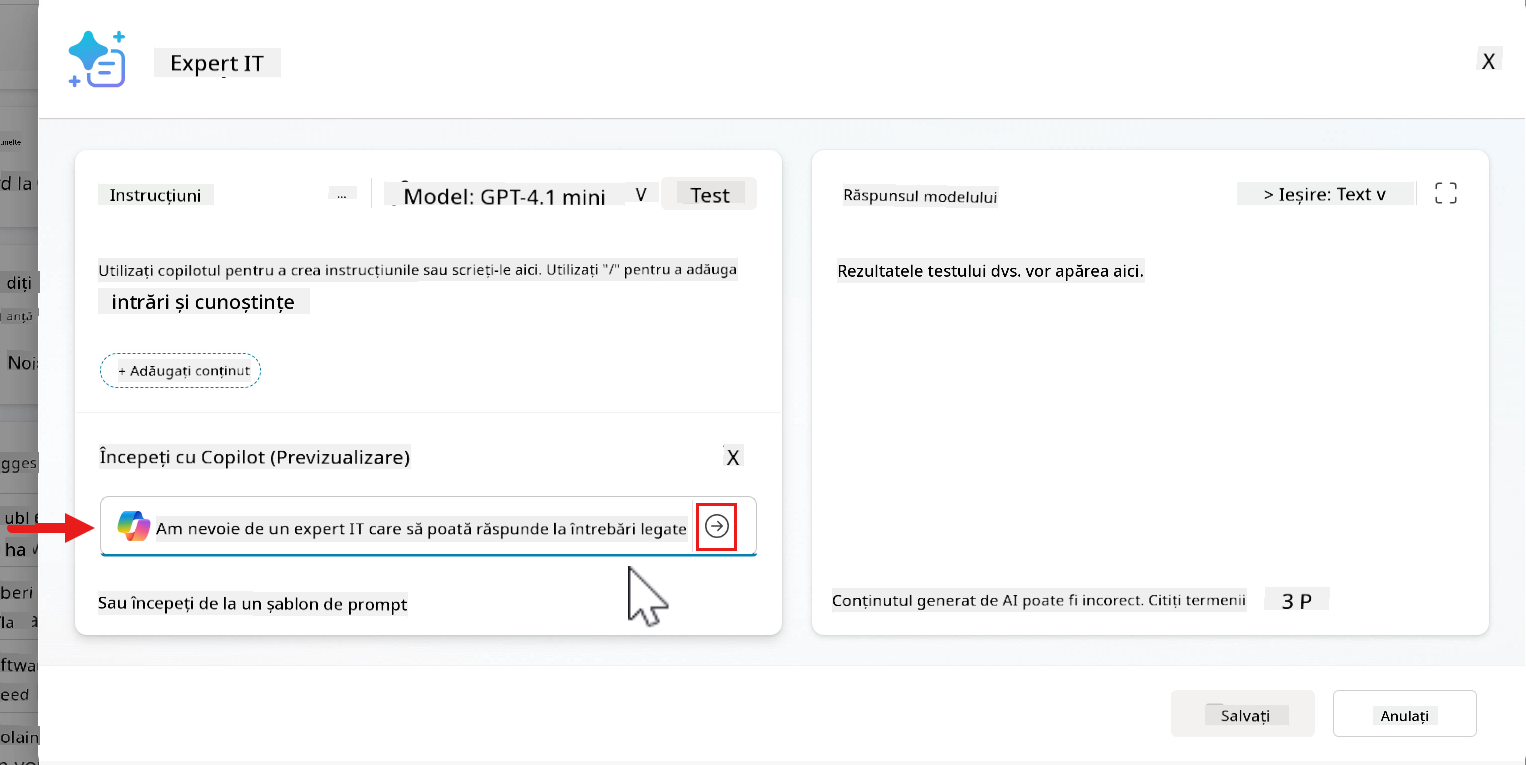 Expert IT
X
Instrucțiuni
...
Model: GPT-4.1 mini
V
Test
Utilizați copilotul pentru a crea instrucțiunile sau scrieți-le aici. Utilizați "/" pentru a adăuga
intrări și cunoștințe
+ Adăugați conținut
Începeți cu Copilot (Previzualizare)
X
Am nevoie de un expert IT care să poată răspunde la întrebări legate
Sau începeți de la un șablon de prompt
Răspunsul modelului
> Ieșire: Text v
Rezultatele testului dvs. vor apărea aici.
Conținutul generat de AI poate fi incorect. Citiți termenii
3 P
Salvați
Anulați
d la
diți
anță
Noi
gges
ubl
ha
beri
la
ftwa
eed
olain